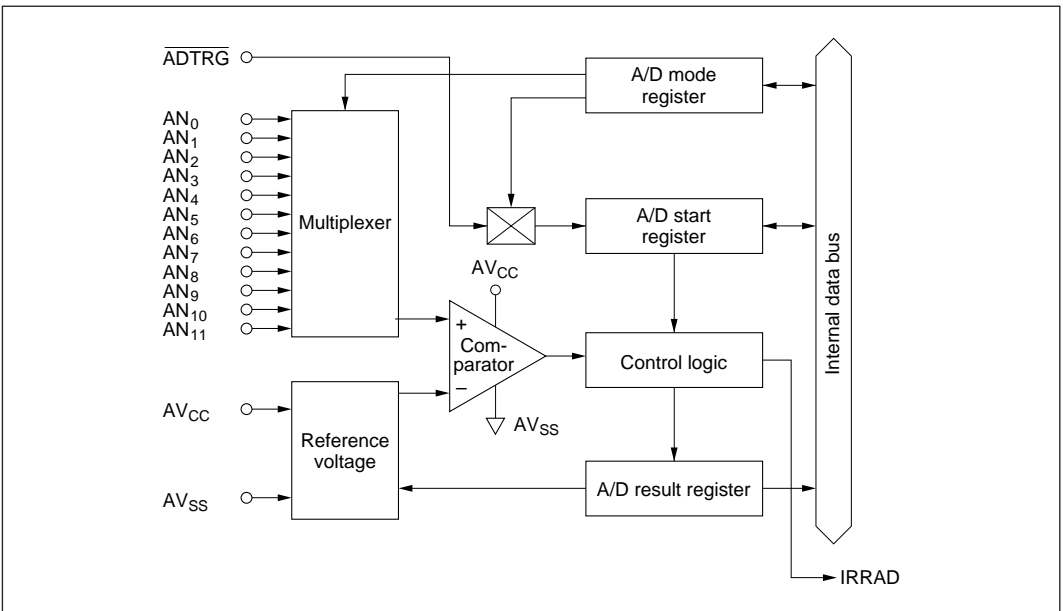 ADTRG
AN0
AN1
AN2
AN3
AN4
AN5
AN6
AN7
AN8
AN9
AN10
AN11
Multiplexer
A/D mode
register
A/D start
register
AVCC
+
Com-
parator
−
AVSS
Control logic
AVCC
AVSS
Reference
voltage
A/D result register
Internal data bus
IRRAD